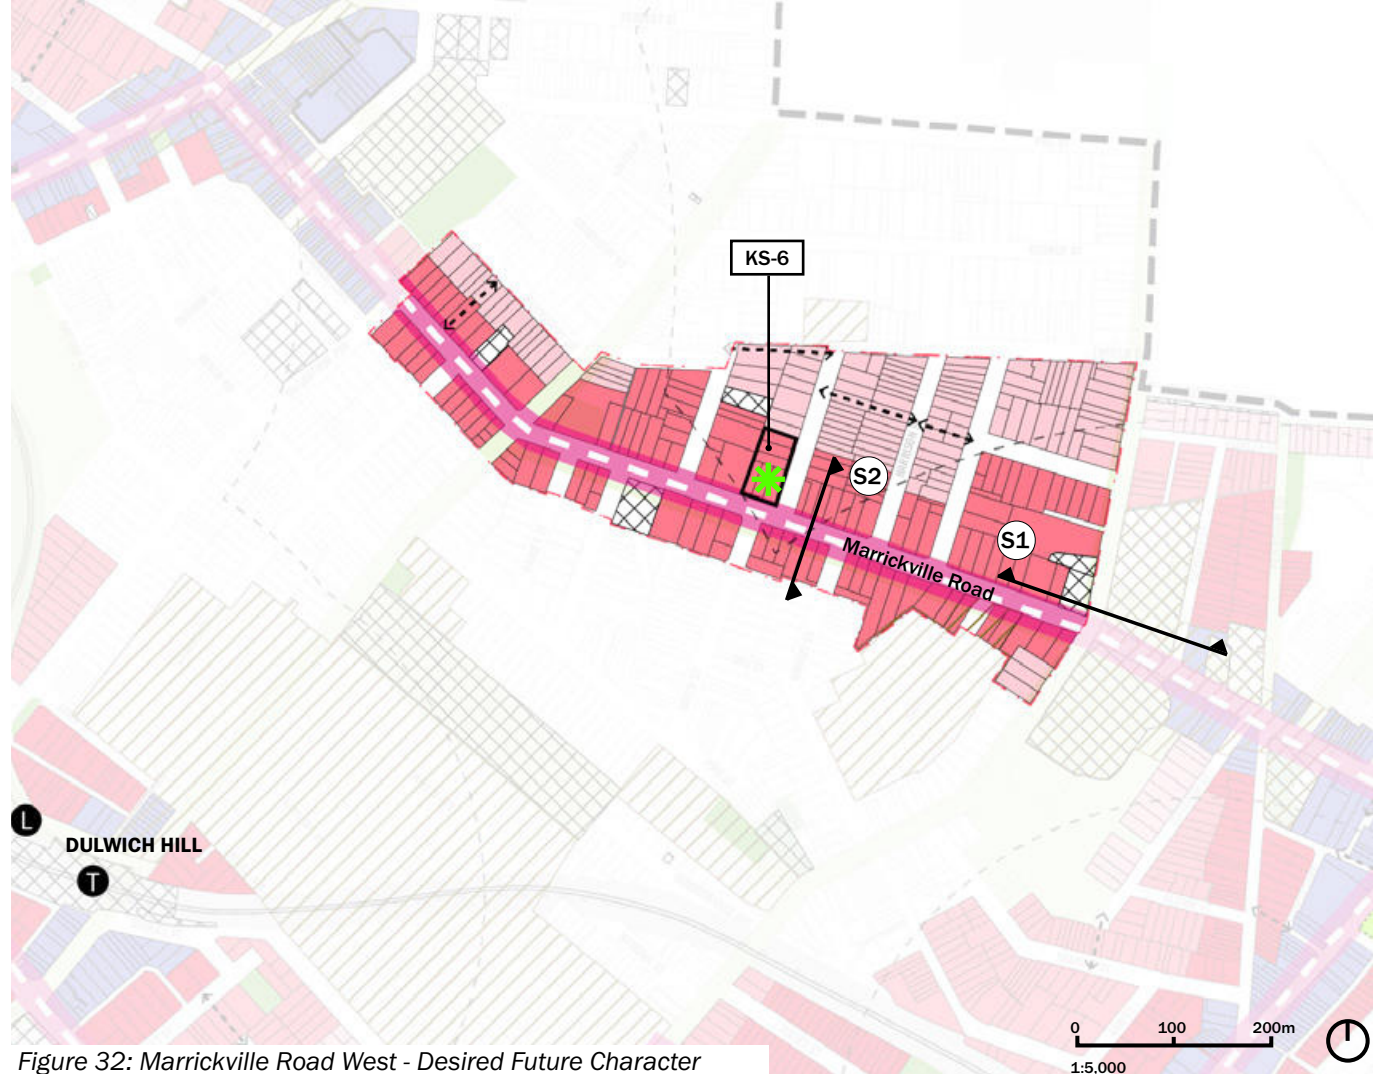 KS-6
S2
S1
Marrickville Road
L
DULWICH HILL
T
0 100 200m
1:5,000
Figure 32: Marrickville Road West - Desired Future Character